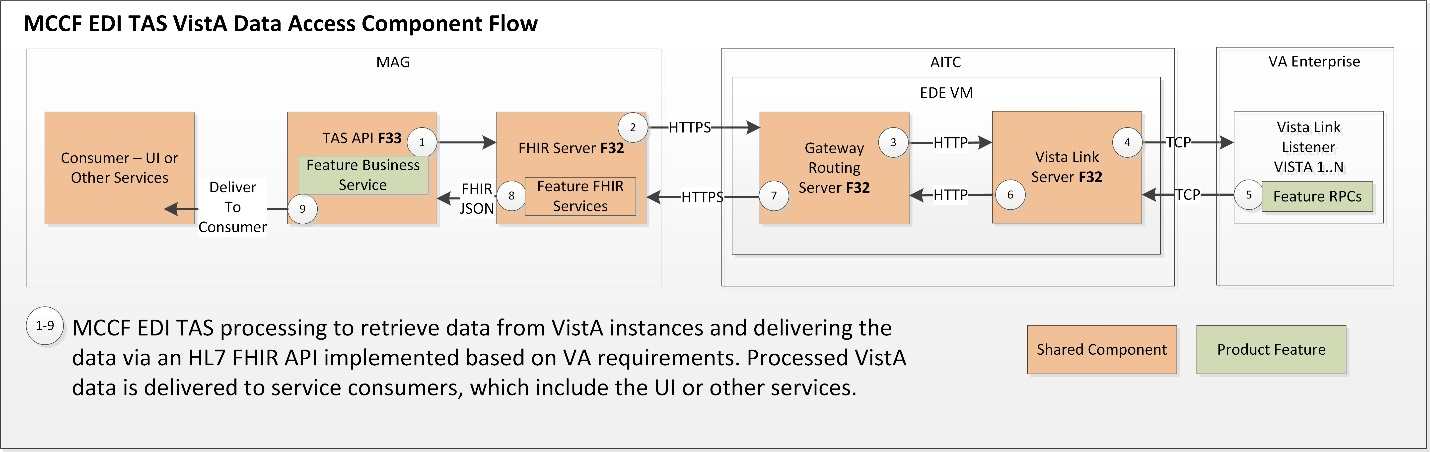 MCCF EDI TAS VistA Data Access Component Flow
MAG
AITC
VA Enterprise
EDE VM
Consumer – UI or
Other Services
TAS API F33
1
Feature Business
Service
9
Deliver
To
Consumer
FHIR Server F32
2
8
Feature FHIR
Services
FHIR
JSON
HTTPS
HTTPS
Gateway
Routing
Server F32
3
7
HTTP
HTTP
Vista Link
Server F32
4
6
TCP
TCP
Vista Link
Listener
VISTA 1..N
5
Feature RPCs
1-9
MCCF EDI TAS processing to retrieve data from VistA instances and delivering the
data via an HL7 FHIR API implemented based on VA requirements. Processed VistA
data is delivered to service consumers, which include the UI or other services.
Shared Component
Product Feature